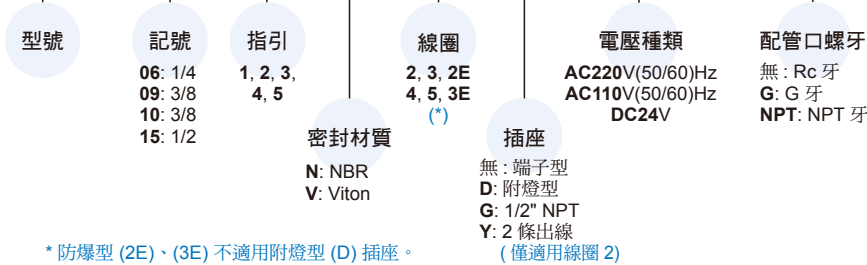 型號
記號
06: 1/4
09: 3/8
10: 3/8
15: 1/2
指引
1, 2, 3,
4, 5
密封材質
N: NBR
V: Viton
線圈
2, 3, 2E
4, 5, 3E
(*)
插座
無 : 端子型
D: 附燈型
G: 1/2" NPT
Y: 2 條出線
( 僅適用線圈 2)
電壓種類
AC220V(50/60)Hz
AC110V(50/60)Hz
DC24V
配管口螺牙
無 : Rc 牙
G: G 牙
NPT: NPT 牙
* 防爆型 (2E)、(3E) 不適用附燈型 (D) 插座。